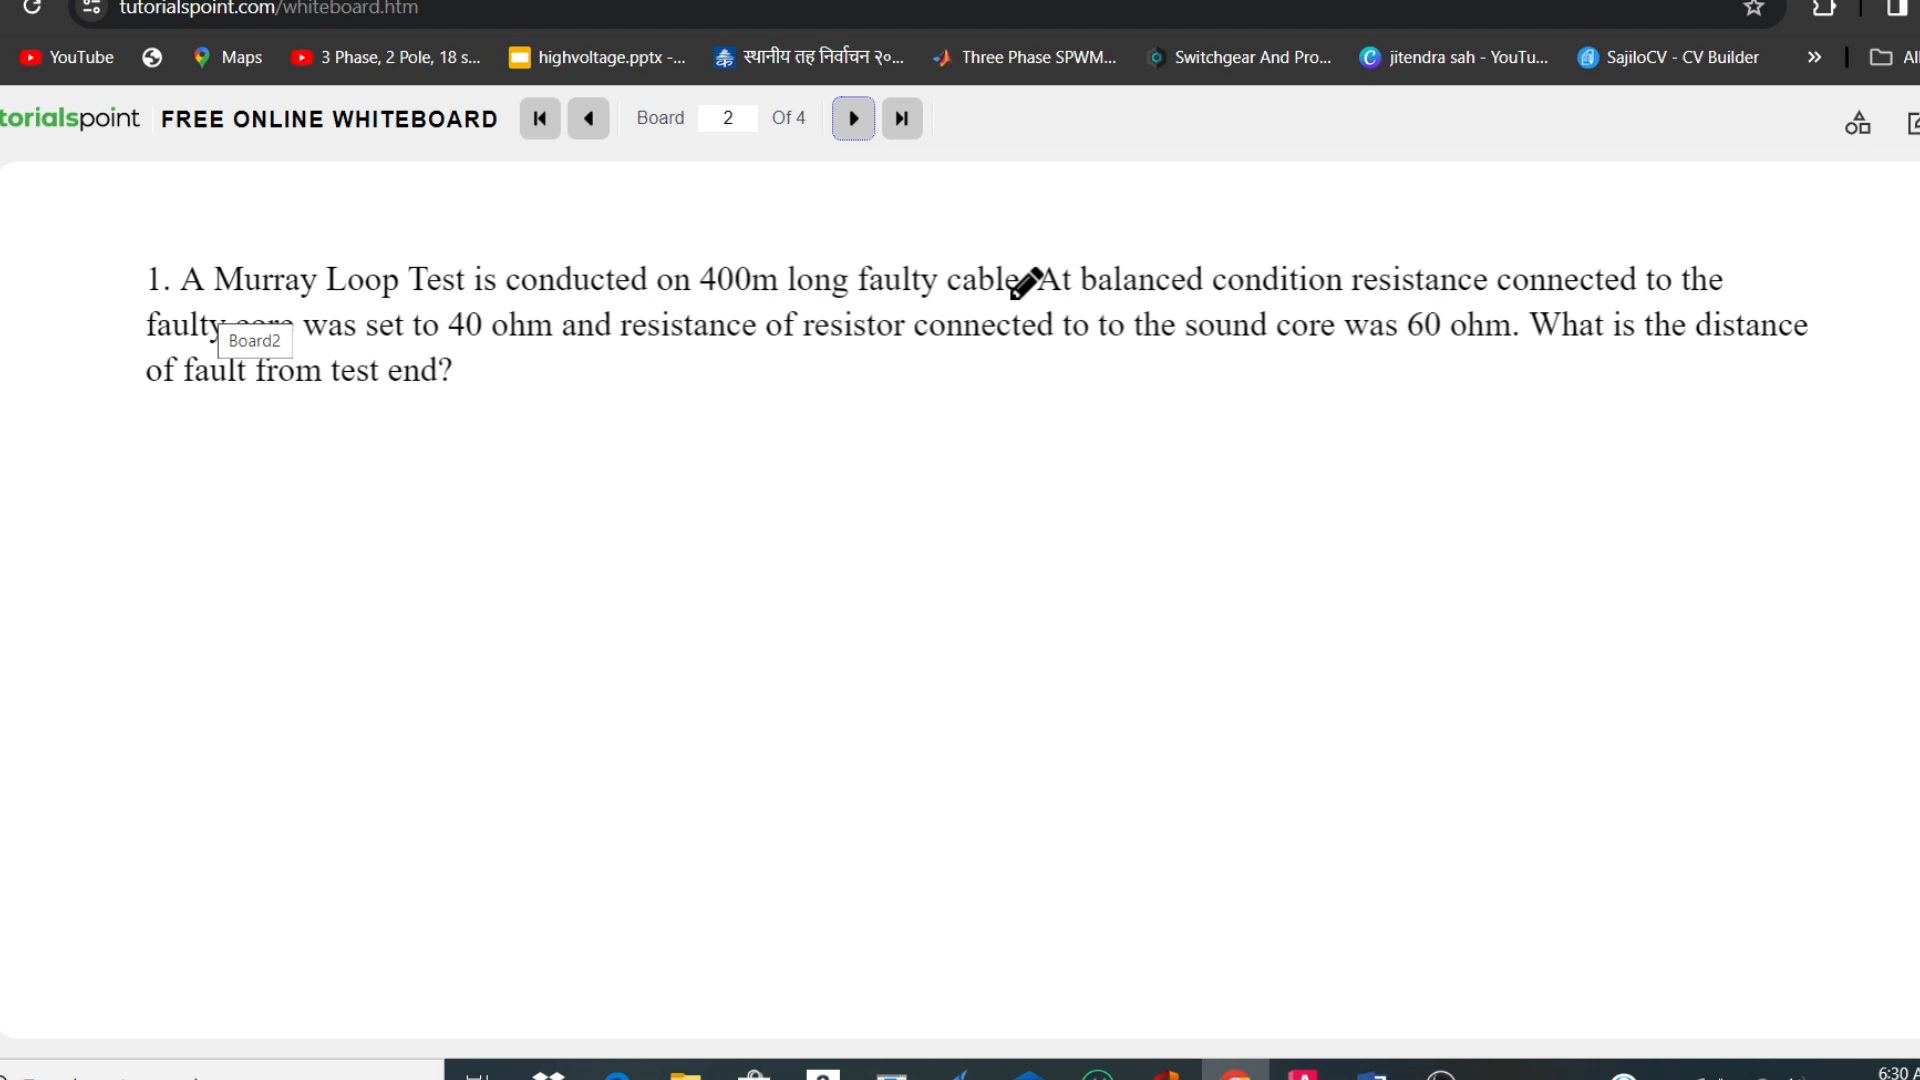 tutorialspoint.com/whiteboard.htm
YouTube Maps 3 Phase, 2 Pole, 18 s... highvoltage.pptx -... स्थानीय तह निर्वाचन २०... Three Phase SPWM... Switchgear And Pro... jitendra sah - YouTu... SajiloCV - CV Builder » All
torialspoint FREE ONLINE WHITEBOARD Board 2 Of 4
1. A Murray Loop Test is conducted on 400m long faulty cable. At balanced condition resistance connected to the
faulty core was set to 40 ohm and resistance of resistor connected to to the sound core was 60 ohm. What is the distance
Board2
of fault from test end?
6:30 A